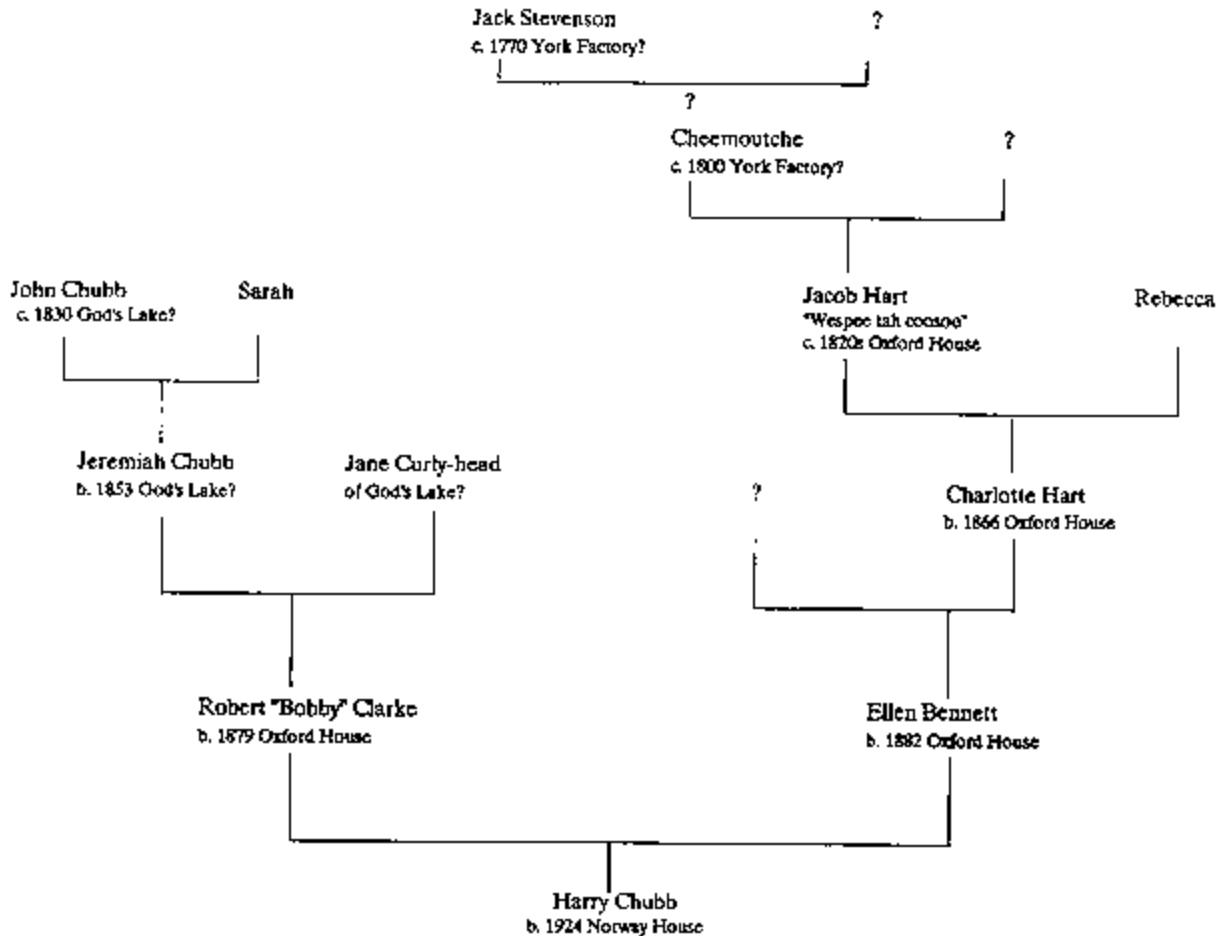 Jack Stevenson
c. 1770 York Factory?
?
?
Cheemoutche
c. 1800 York Factory?
?
John Chubb
c. 1830 God's Lake?
Sarah
Jacob Hart
"Wespee tah coosoo"
c. 1820s Oxford House
Rebecca
Jeremiah Chubb
b. 1853 God's Lake?
Jane Curly-head
of God's Lake?
?
Charlotte Hart
b. 1866 Oxford House
Robert "Bobby" Clarke
b. 1879 Oxford House
Ellen Bennett
b. 1882 Oxford House
Harry Chubb
b. 1924 Norway House